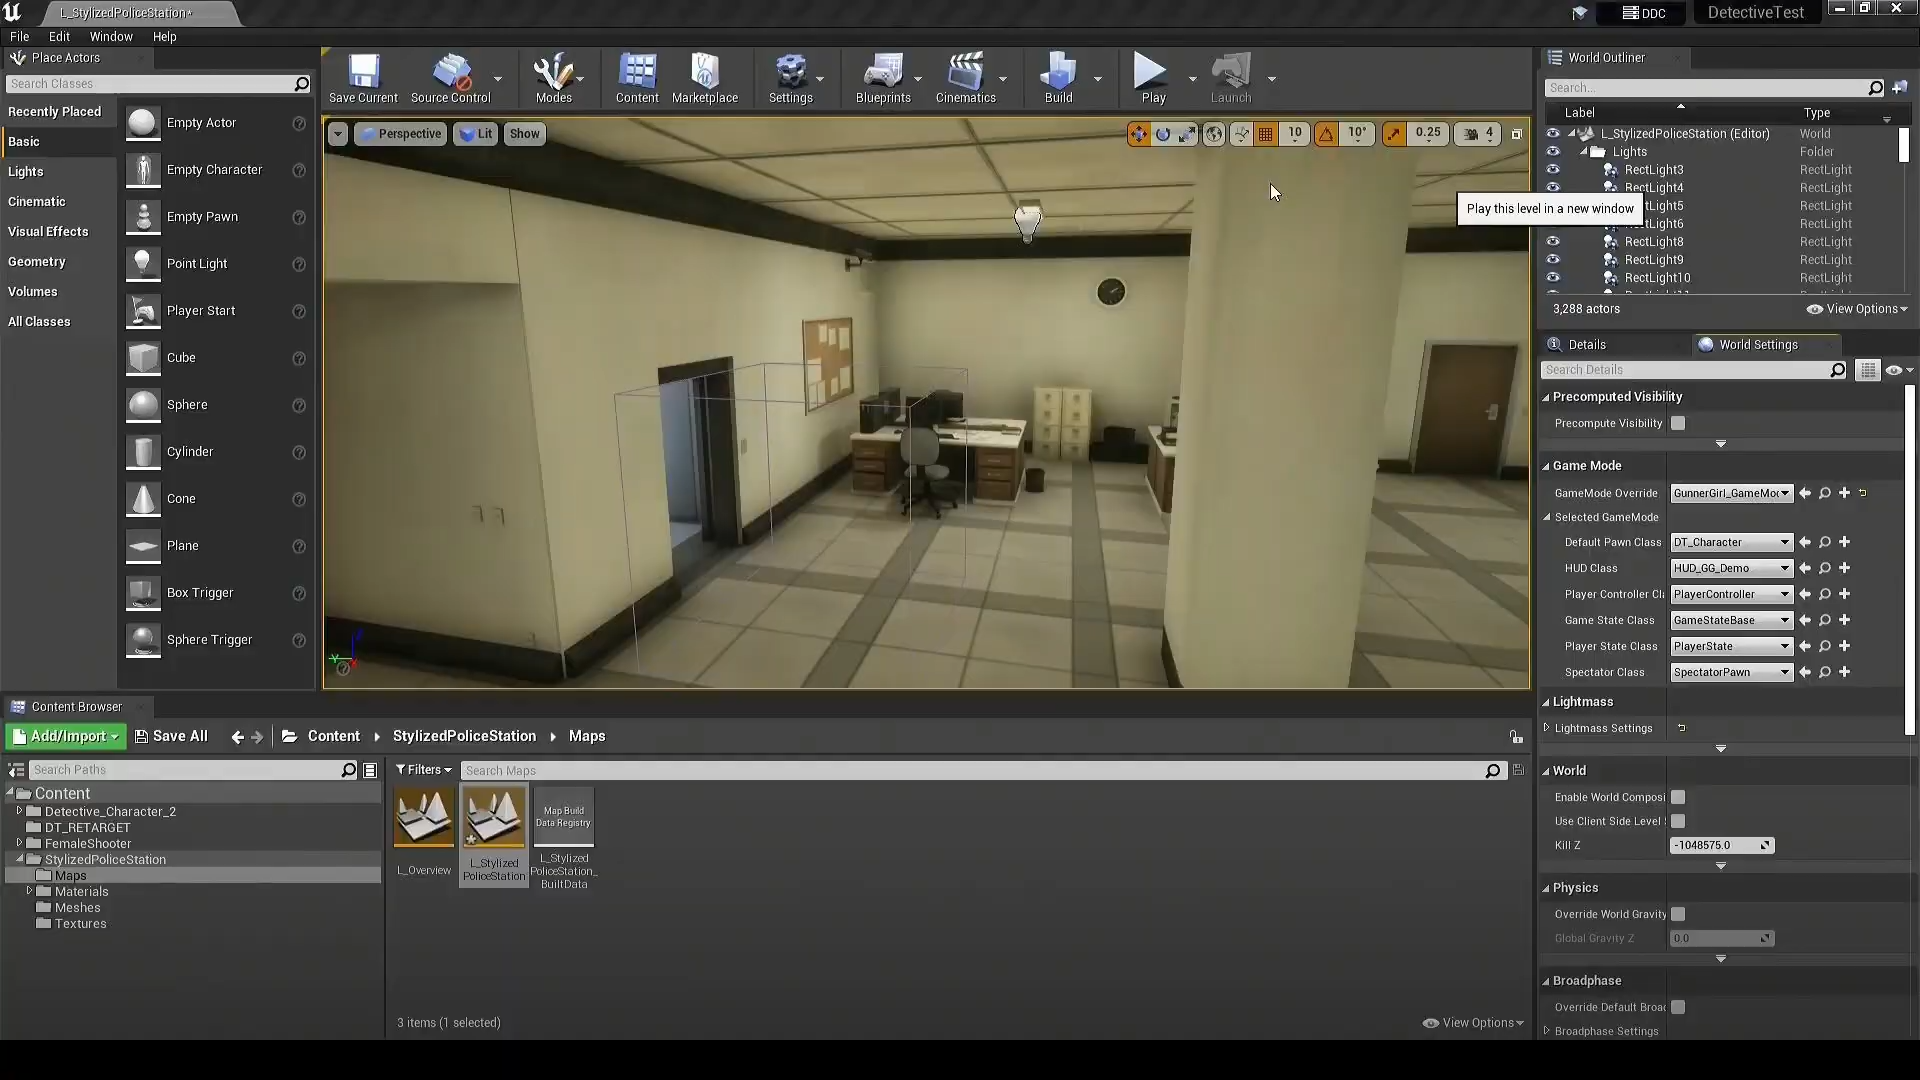 L_StylizedPoliceStation*
DDC
DetectiveTest
File
Edit
Window
Help
Place Actors
Search Classes
Recently Placed
Basic
Lights
Cinematic
Visual Effects
Geometry
Volumes
All Classes
Empty Actor
Empty Character
Empty Pawn
Point Light
Player Start
Cube
Sphere
Cylinder
Cone
Plane
Box Trigger
Sphere Trigger
Save Current
Source Control
Modes
Content
Marketplace
Settings
Blueprints
Cinematics
Build
Play
Launch
Perspective
Lit
Show
10
10°
0.25
4
Play this level in a new window
World Outliner
Search...
Label
Type
L_StylizedPoliceStation (Editor)
World
Lights
Folder
RectLight3
RectLight
RectLight4
RectLight
Light5
RectLight
Light6
RectLight
RectLight8
RectLight
RectLight9
RectLight
RectLight10
RectLight
3,288 actors
View Options
Details
World Settings
Search Details
Precomputed Visibility
Precompute Visibility
Game Mode
GameMode Override
GunnerGirl_GameMo
Selected GameMode
Default Pawn Class
DT_Character
HUD Class
HUD_GG_Demo
Player Controller Cl
PlayerController
Game State Class
GameStateBase
Player State Class
PlayerState
Spectator Class
SpectatorPawn
Lightmass
Lightmass Settings
World
Enable World Composi
Use Client Side Level
Kill Z
-1048575.0
Physics
Override World Gravity
Global Gravity Z
0.0
Broadphase
Override Default Broa
Broadphase Settings
Content Browser
Add/Import
Save All
Content
StylizedPoliceStation
Maps
Search Paths
Filters
Search Maps
Content
Detective_Character_2
DT_RETARGET
FemaleShooter
StylizedPoliceStation
Maps
Materials
Meshes
Textures
L_Overview
L_Stylized
PoliceStation
Map Build
Data Registry
L_Stylized
PoliceStation_
BuiltData
3 items (1 selected)
View Options